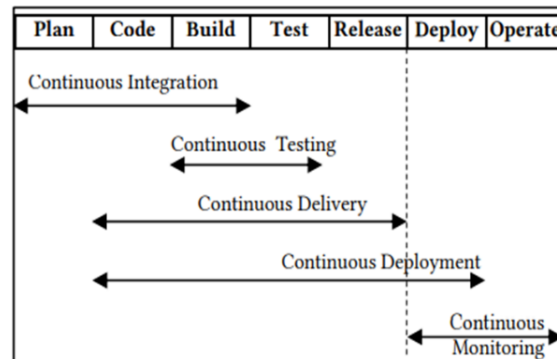 Plan Code Build Test Release Deploy Operate
Continuous Integration
Continuous Testing
Continuous Delivery
Continuous Deployment
Continuous
Monitoring